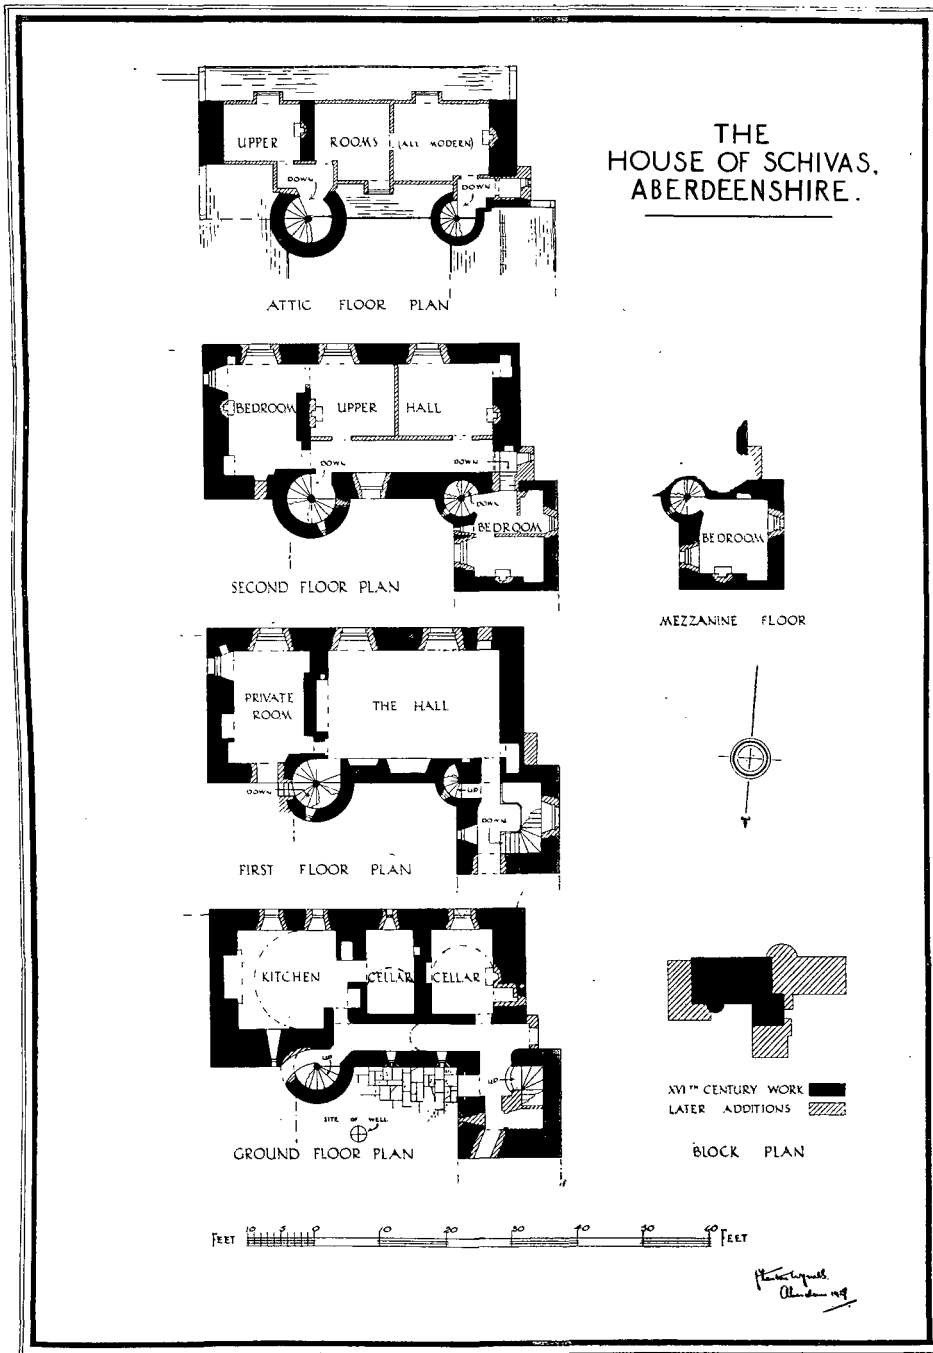 THE
HOUSE OF SCHIVAS,
ABERDEENSHIRE.
UPPER ROOMS (ALL MODERN)
DOWN DOWN
ATTIC FLOOR PLAN
BEDROOM UPPER HALL
DOWN DOWN
DOWN
BEDROOM
SECOND FLOOR PLAN
BEDROOM
MEZZANINE FLOOR
PRIVATE
ROOM
THE HALL
DOWN UP
DOWN
FIRST FLOOR PLAN
KITCHEN CELLAR CELLAR
UP UP
SITE OF WELL
GROUND FLOOR PLAN
XVITH CENTURY WORK
LATER ADDITIONS
BLOCK PLAN
FEET 10 5 0 10 20 30 40 50 60 FEET